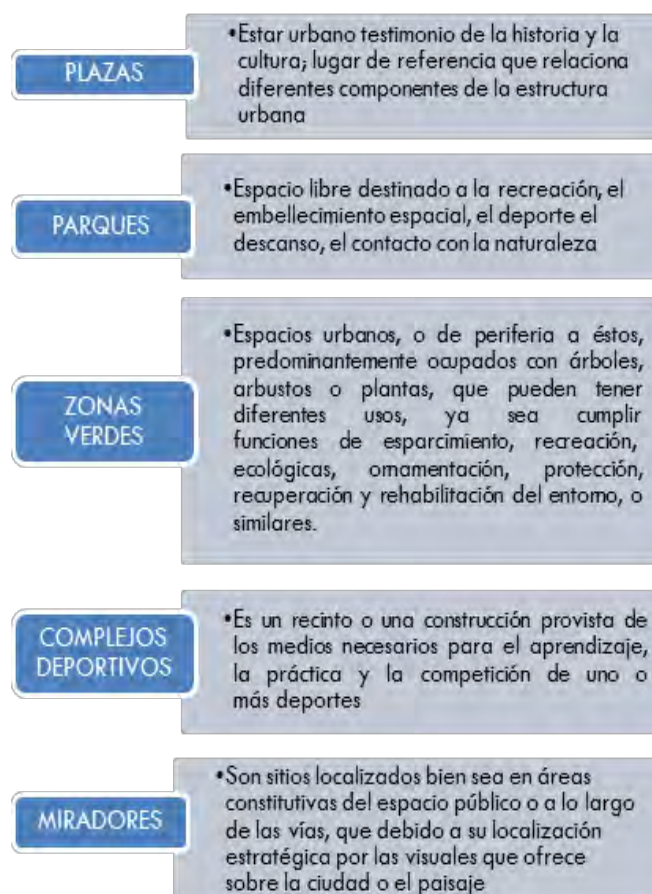 PLAZAS
•Estar urbano testimonio de la historia y la
cultura; lugar de referencia que relaciona
diferentes componentes de la estructura
urbana
PARQUES
•Espacio libre destinado a la recreación, el
embellecimiento espacial, el deporte el
descanso, el contacto con la naturaleza
ZONAS
VERDES
•Espacios urbanos, o de periferia a éstos,
predominantemente ocupados con árboles,
arbustos o plantas, que pueden tener
diferentes usos, ya sea cumplir
funciones de esparcimiento, recreación,
ecológicas, ornamentación, protección,
recuperación y rehabilitación del entorno, o
similares.
COMPLEJOS
DEPORTIVOS
•Es un recinto o una construcción provista de
los medios necesarios para el aprendizaje,
la práctica y la competición de uno o
más deportes
MIRADORES
•Son sitios localizados bien sea en áreas
constitutivas del espacio público o a lo largo
de las vías, que debido a su localización
estratégica por las visuales que ofrece
sobre la ciudad o el paisaje